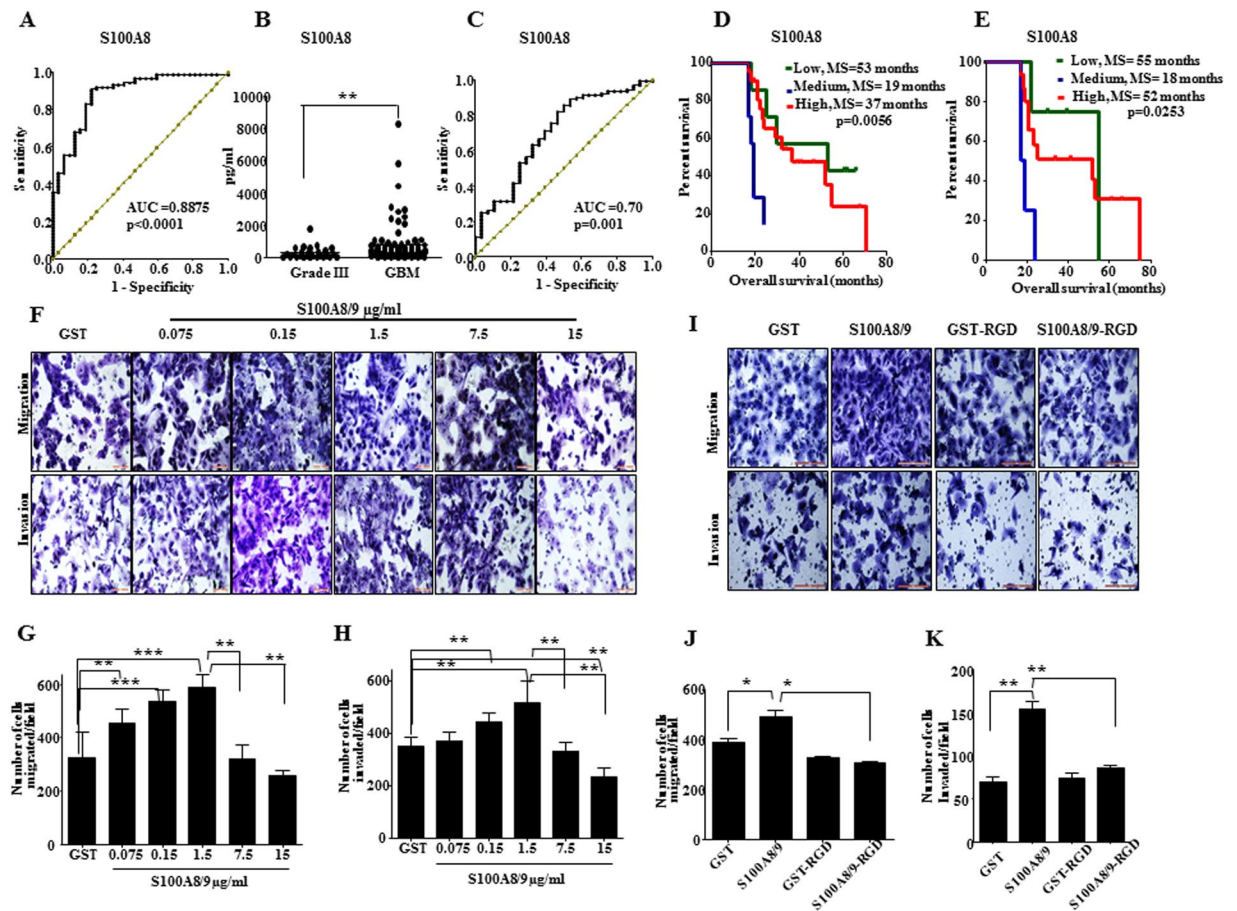 A
S100A8
1.0
0.8
0.6
0.4
0.2
0.0
Sensitivity
AUC =0.8875
p<0.0001
0.0 0.2 0.4 0.6 0.8 1.0
1 - Specificity
B
S100A8
**
10000
8000
6000
4000
2000
0
pg/ml
Grade III GBM
C
S100A8
1.0
0.8
0.6
0.4
0.2
0.0
Sensitivity
AUC =0.70
p=0.001
0.0 0.2 0.4 0.6 0.8 1.0
1 - Specificity
D
S100A8
100
80
60
40
20
0
Percent survival
Low, MS=53 months
Medium, MS= 19 months
High, MS= 37 months
p=0.0056
0 20 40 60 80
Overall survival (months)
E
S100A8
100
80
60
40
20
0
Percent survival
Low, MS= 55 months
Medium, MS= 18 months
High, MS= 52 months
p=0.0253
0 20 40 60 80
Overall survival (months)
F
S100A8/9 µg/ml
GST 0.075 0.15 1.5 7.5 15
Migration
Invasion
I
GST S100A8/9 GST-RGD S100A8/9-RGD
Migration
Invasion
G
*** ** ** ** ***
600
400
200
0
Number of cells
migrated/field
GST 0.075 0.15 1.5 7.5 15
S100A8/9 µg/ml
H
** ** ** ** **
600
400
200
0
Number of cells
invaded/field
GST 0.075 0.15 1.5 7.5 15
S100A8/9 µg/ml
J
* *
600
400
200
0
Number of cells
migrated/field
GST S100A8/9 GST-RGD S100A8/9-RGD
K
** **
200
150
100
50
0
Number of cells
Invaded/field
GST S100A8/9 GST-RGD S100A8/9-RGD